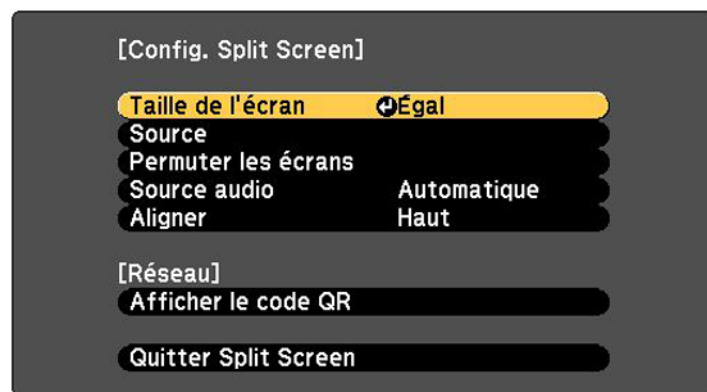 [Config. Split Screen]
Taille de l'écran Égal
Source
Permuter les écrans
Source audio Automatique
Aligner Haut
[Réseau]
Afficher le code QR
Quitter Split Screen